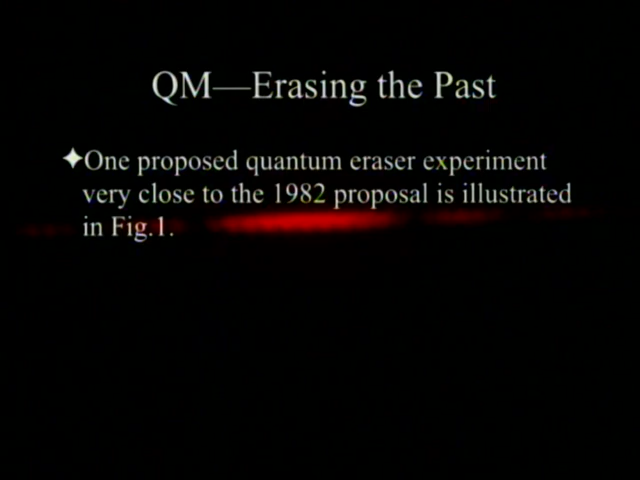 QM—Erasing the Past
✦One proposed quantum eraser experiment
very close to the 1982 proposal is illustrated
in Fig.1.